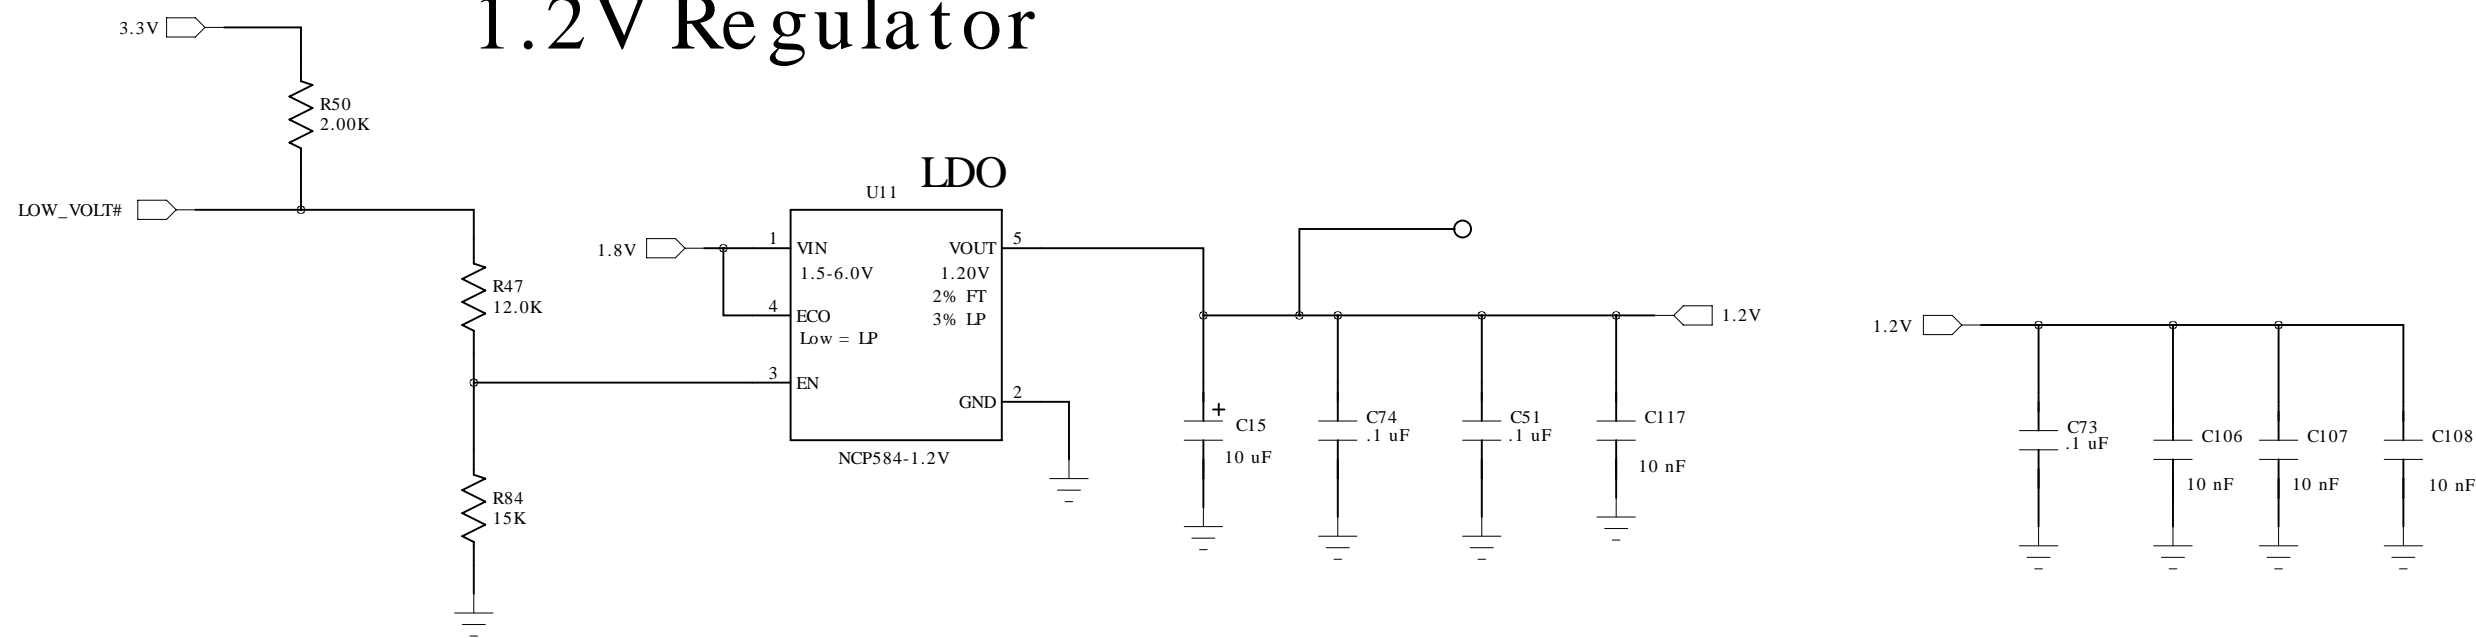 1.2V Regulator
3.3V
R50
2.00K
LOW_VOLT#
R47
12.0K
R84
15K
LDO
U11
1.8V
1
VIN
1.5-6.0V
4
ECO
Low = LP
3
EN
VOUT
5
1.20V
2% FT
3% LP
GND
2
NCP584-1.2V
+
C15
10 uF
C74
.1 uF
C51
.1 uF
C117
10 nF
1.2V
1.2V
C73
.1 uF
C106
10 nF
C107
10 nF
C108
10 nF